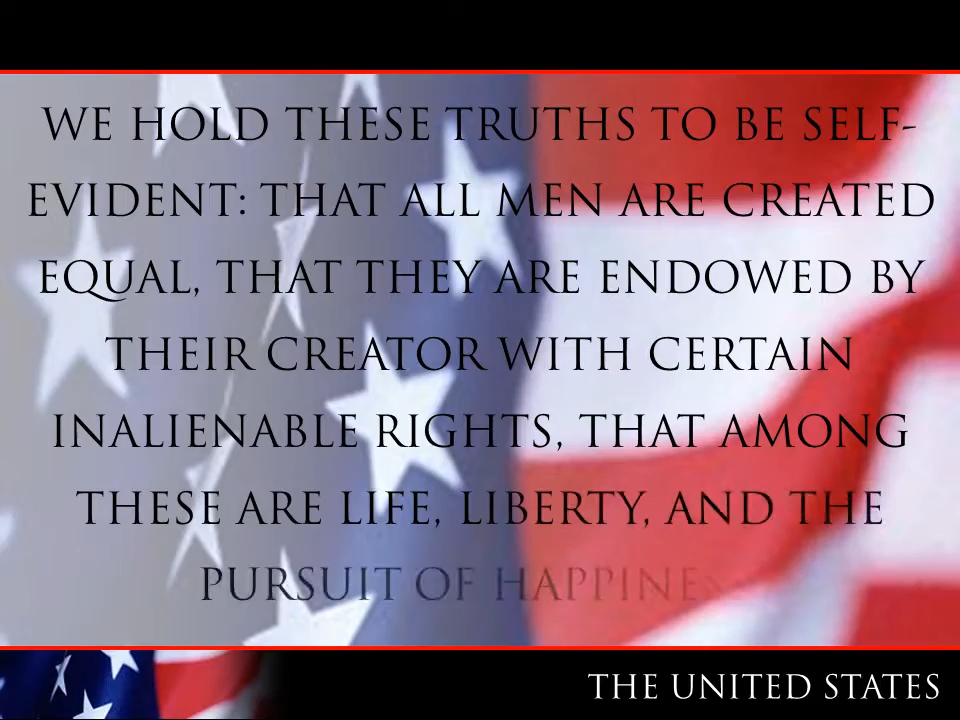 WE HOLD THESE TRUTHS TO BE SELF-
EVIDENT: THAT ALL MEN ARE CREATED
EQUAL, THAT THEY ARE ENDOWED BY
THEIR CREATOR WITH CERTAIN
INALIENABLE RIGHTS, THAT AMONG
THESE ARE LIFE, LIBERTY, AND THE
PURSUIT OF
THE UNITED STATES